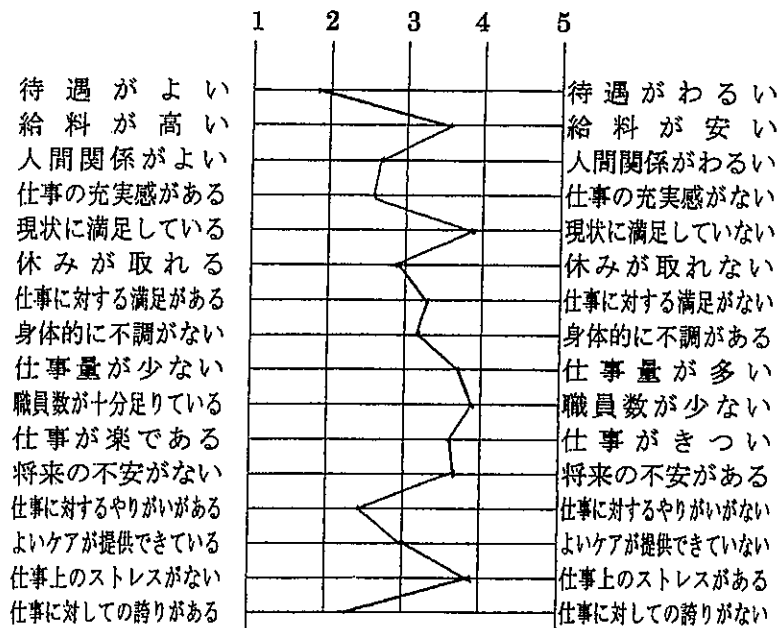 1 2 3 4 5
待遇がよい 待遇がわるい
給料が高い 給料が安い
人間関係がよい 人間関係がわるい
仕事の充実感がある 仕事の充実感がない
現状に満足している 現状に満足していない
休みが取れる 休みが取れない
仕事に対する満足がある 仕事に対する満足がない
身体的に不調がない 身体的に不調がある
仕事量が少ない 仕事量が多い
職員数が十分足りている 職員数が少ない
仕事が楽である 仕事がきつい
将来の不安がない 将来の不安がある
仕事に対するやりがいがある 仕事に対するやりがいがない
よいケアが提供できている よいケアが提供できていない
仕事上のストレスがない 仕事上のストレスがある
仕事に対しての誇りがある 仕事に対しての誇りがない